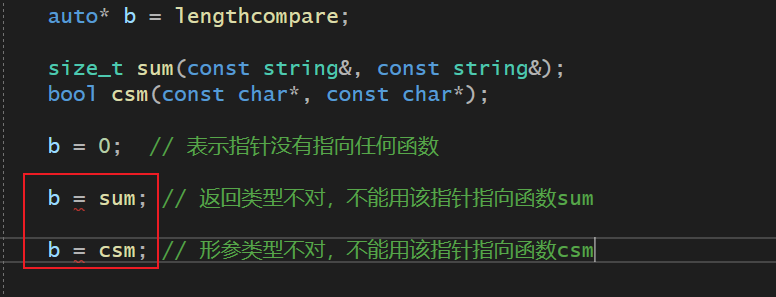 auto* b = lengthcompare;
size_t sum(const string&, const string&);
bool csm(const char*, const char*);
b = 0;  // 表示指针没有指向任何函数
b = sum; // 返回类型不对，不能用该指针指向函数sum
b = csm; // 形参类型不对，不能用该指针指向函数csm